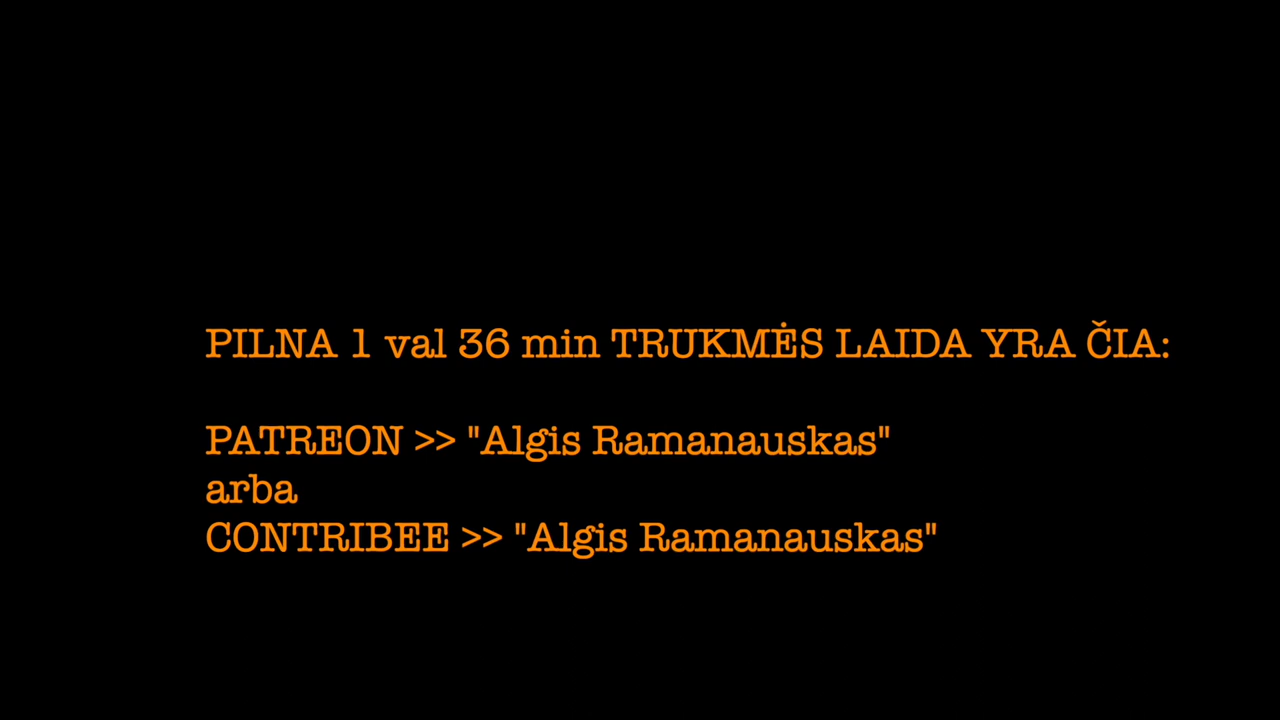 PILNA 1 val 36 min TRUKMĖS LAIDA YRA ČIA:
PATREON >> "Algis Ramanauskas"
arba
CONTRIBEE >> "Algis Ramanauskas"